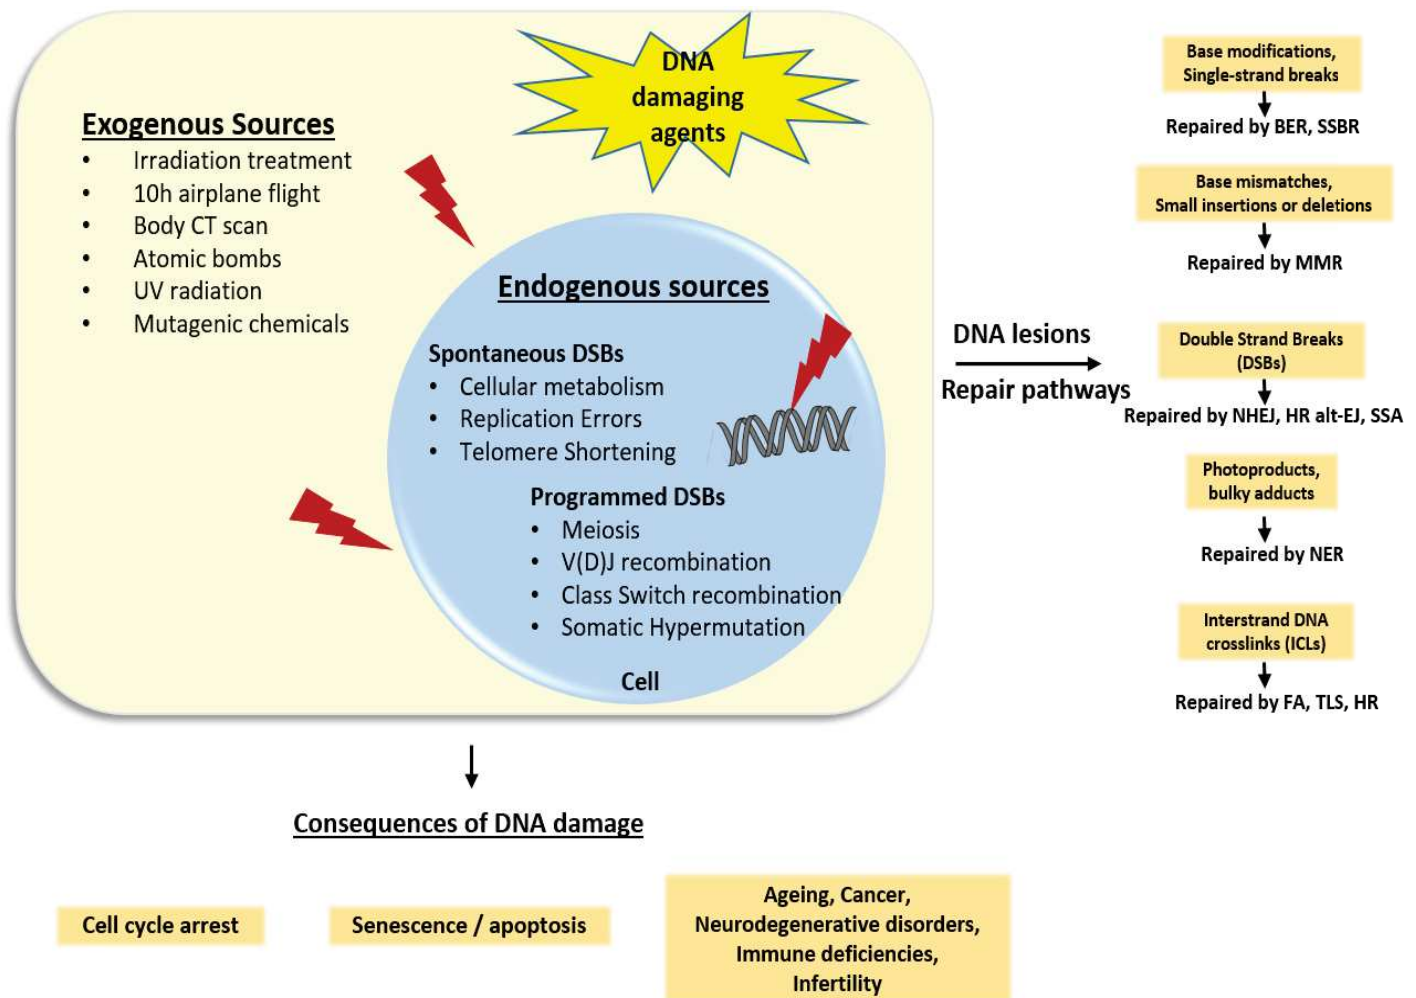 DNA
damaging
agents
Exogenous Sources
• Irradiation treatment
• 10h airplane flight
• Body CT scan
• Atomic bombs
• UV radiation
• Mutagenic chemicals
Endogenous sources
Spontaneous DSBs
• Cellular metabolism
• Replication Errors
• Telomere Shortening
Programmed DSBs
• Meiosis
• V(D)J recombination
• Class Switch recombination
• Somatic Hypermutation
Cell
DNA lesions
Repair pathways
Base modifications,
Single-strand breaks
Repaired by BER, SSBR
Base mismatches,
Small insertions or deletions
Repaired by MMR
Double Strand Breaks
(DSBs)
Repaired by NHEJ, HR alt-EJ, SSA
Photoproducts,
bulky adducts
Repaired by NER
Interstrand DNA
crosslinks (ICLs)
Repaired by FA, TLS, HR
Consequences of DNA damage
Cell cycle arrest
Senescence / apoptosis
Ageing, Cancer,
Neurodegenerative disorders,
Immune deficiencies,
Infertility